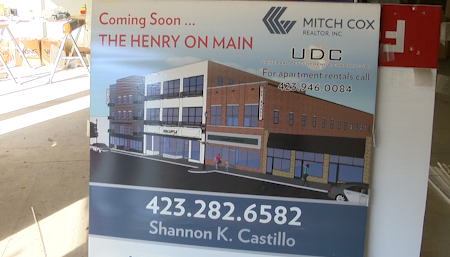 Coming Soon ...
THE HENRY ON MAIN
MITCH COX
REALTOR, INC
UDC
For apartment rentals call
423.946.0084
423.282.6582
Shannon K. Castillo